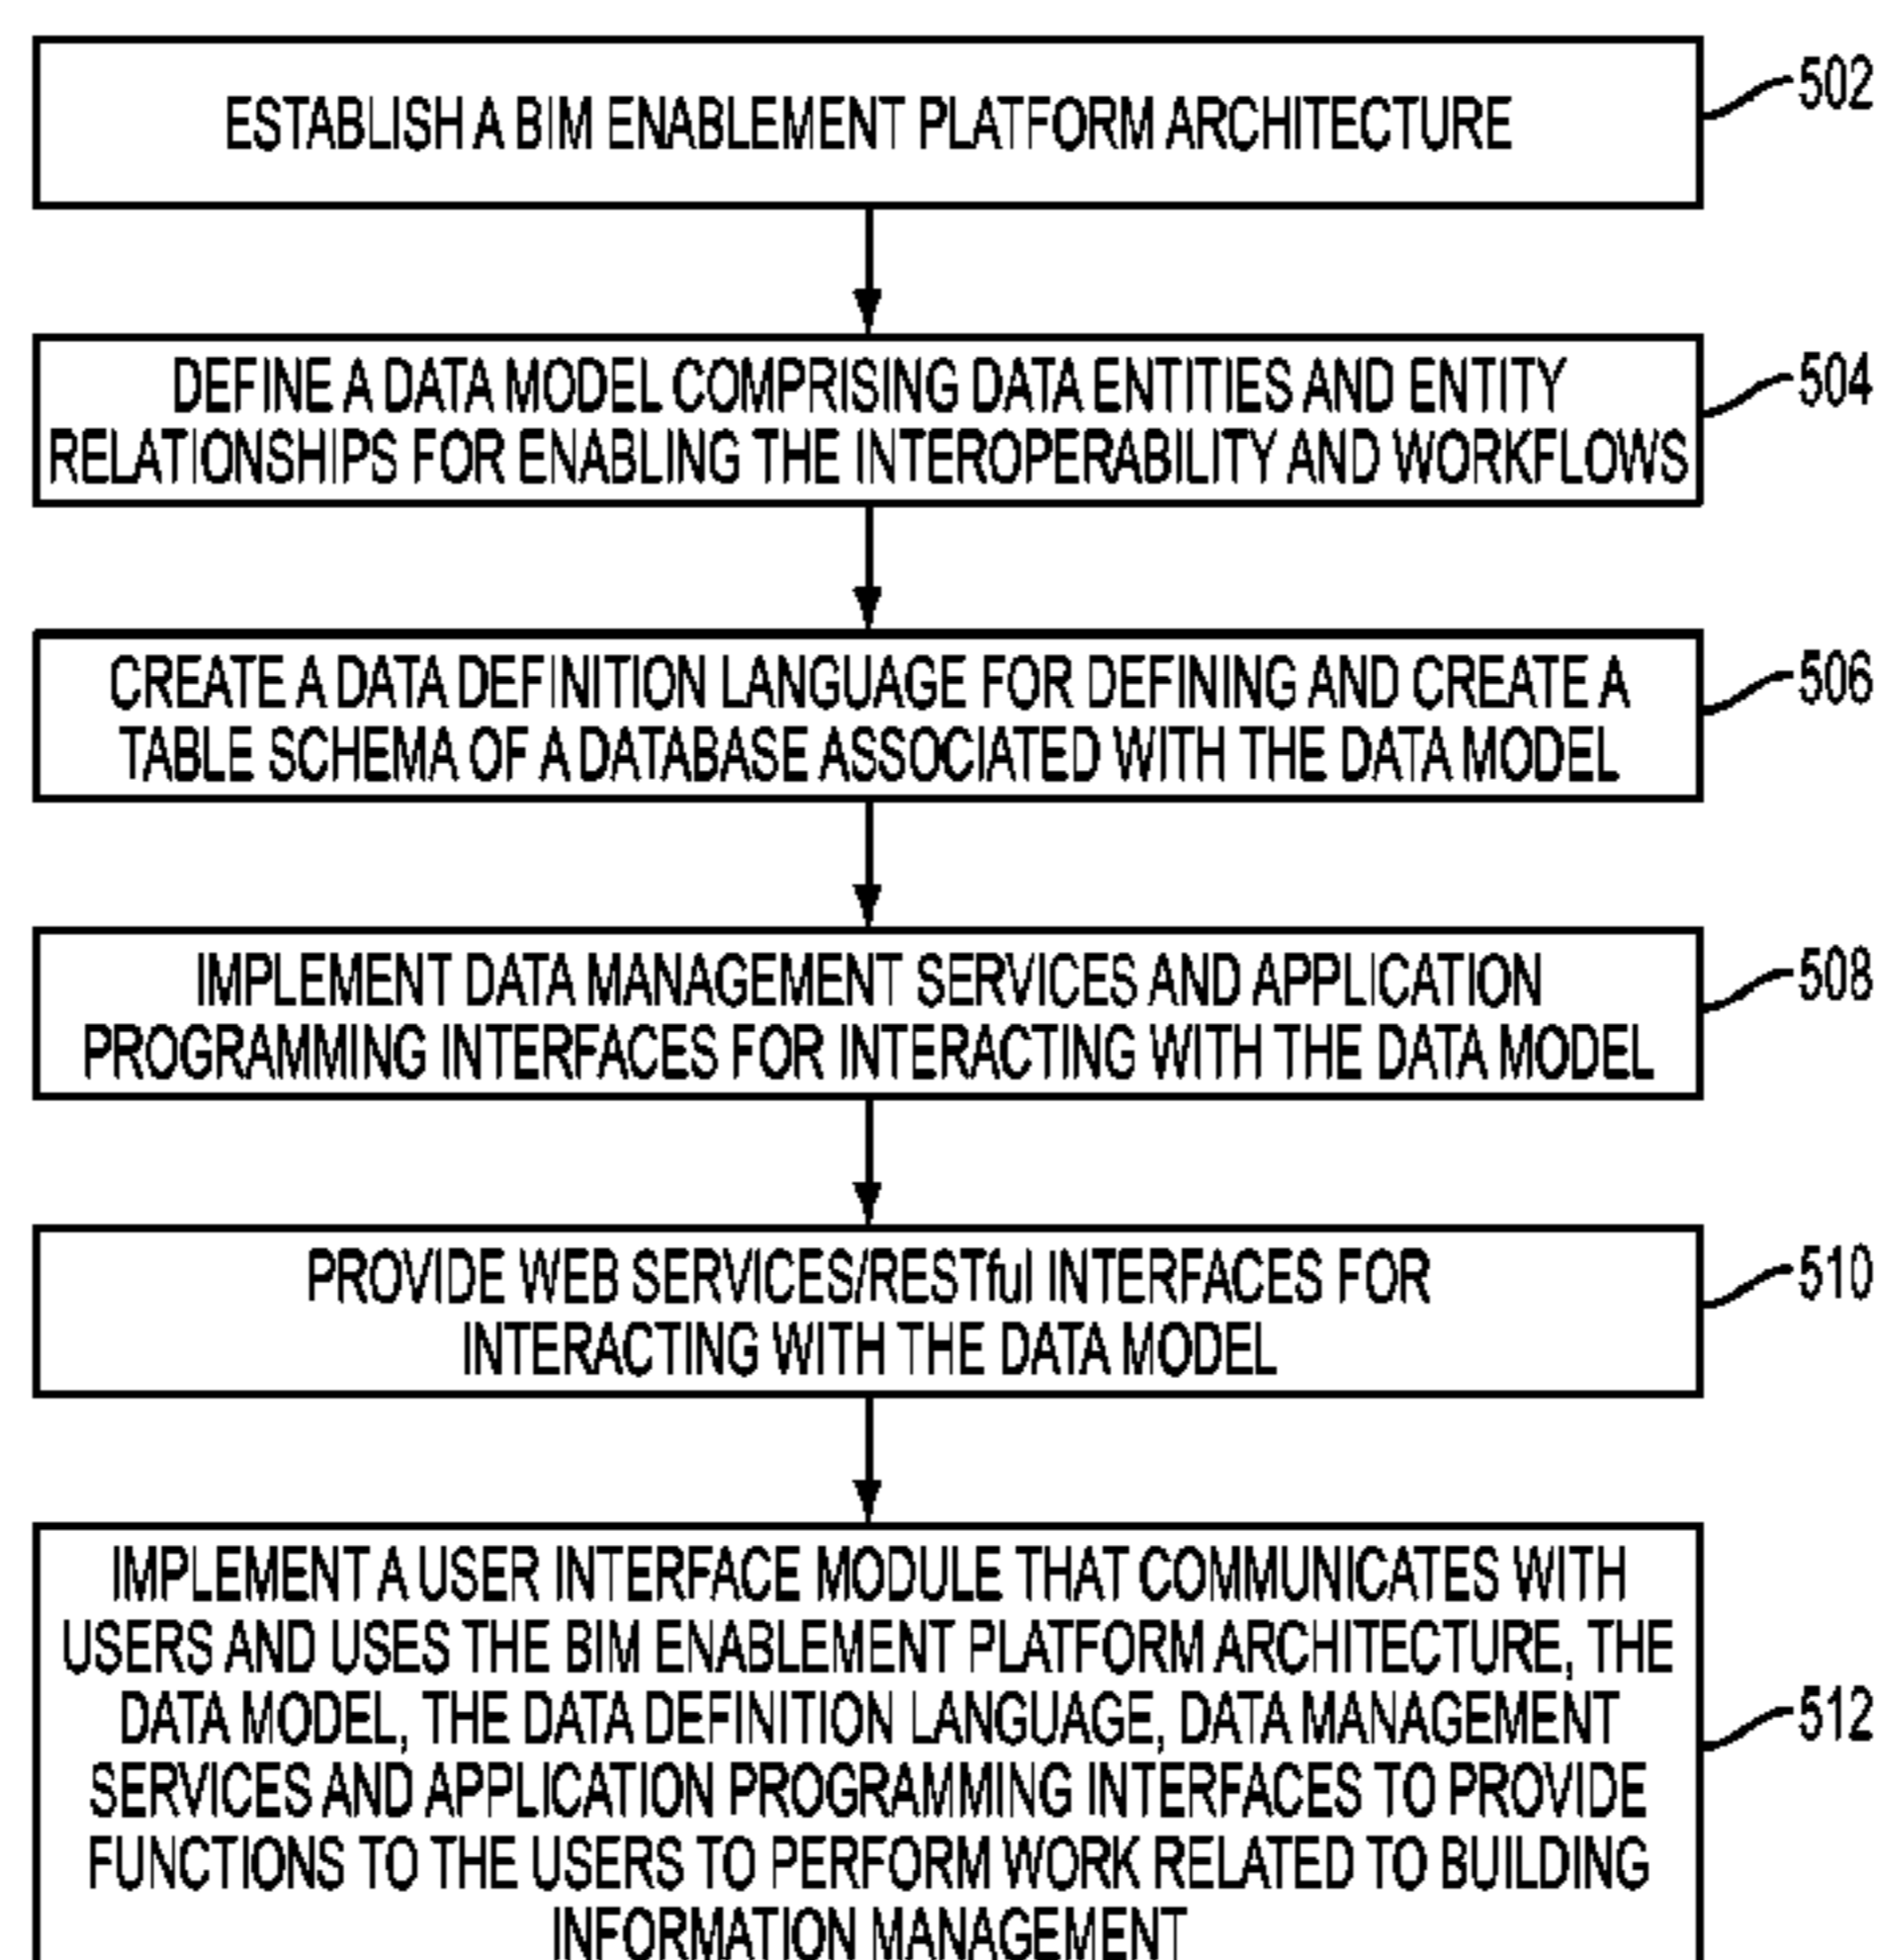 ESTABLISH A BIM ENABLEMENT PLATFORM ARCHITECTURE
502
DEFINE A DATA MODEL COMPRISING DATA ENTITIES AND ENTITY
RELATIONSHIPS FOR ENABLING THE INTEROPERABILITY AND WORKFLOWS
504
CREATE A DATA DEFINITION LANGUAGE FOR DEFINING AND CREATE A
TABLE SCHEMA OF A DATABASE ASSOCIATED WITH THE DATA MODEL
506
IMPLEMENT DATA MANAGEMENT SERVICES AND APPLICATION
PROGRAMMING INTERFACES FOR INTERACTING WITH THE DATA MODEL
508
PROVIDE WEB SERVICES/RESTful INTERFACES FOR
INTERACTING WITH THE DATA MODEL
510
IMPLEMENT A USER INTERFACE MODULE THAT COMMUNICATES WITH
USERS AND USES THE BIM ENABLEMENT PLATFORM ARCHITECTURE, THE
DATA MODEL, THE DATA DEFINITION LANGUAGE, DATA MANAGEMENT
SERVICES AND APPLICATION PROGRAMMING INTERFACES TO PROVIDE
FUNCTIONS TO THE USERS TO PERFORM WORK RELATED TO BUILDING
INFORMATION MANAGEMENT
512